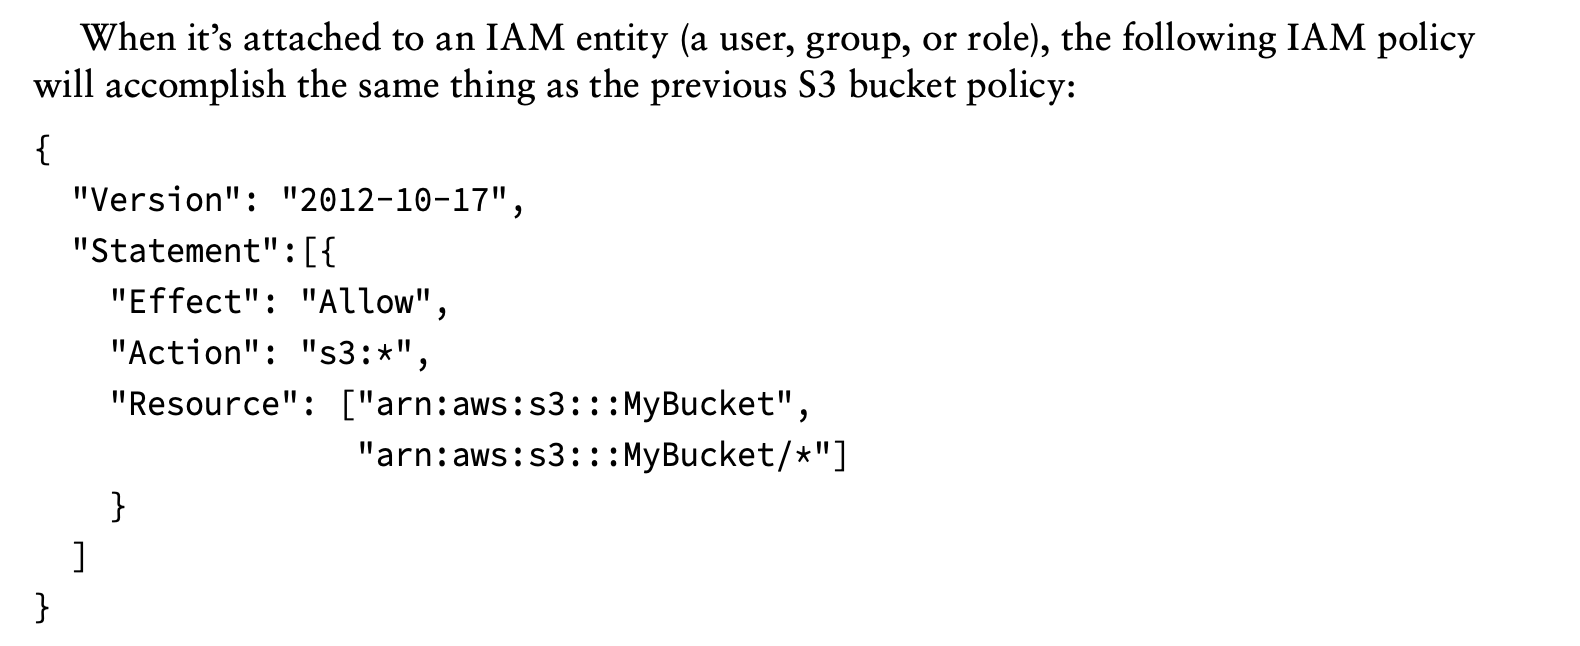 When it’s attached to an IAM entity (a user, group, or role), the following IAM policy
will accomplish the same thing as the previous S3 bucket policy:
{
  "Version": "2012-10-17",
  "Statement":[{
    "Effect": "Allow",
    "Action": "s3:*",
    "Resource": ["arn:aws:s3:::MyBucket",
                 "arn:aws:s3:::MyBucket/*"]
    }
  ]
}